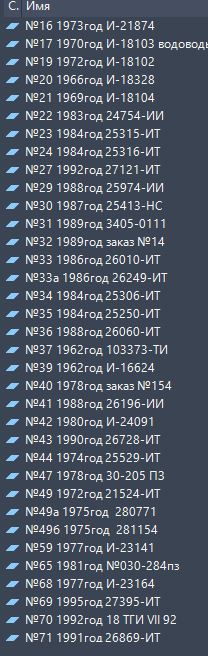 С. Имя
№16 1973год И-21874
№17 1970год И-18103 водоводь
№19 1972год И-18102
№20 1966год И-18328
№21 1969год И-18104
№22 1983год 24754-ИИ
№23 1984год 25315-ИТ
№24 1984год 25316-ИТ
№27 1992год 27121-ИТ
№29 1988год 25974-ИИ
№30 1987год 25413-НС
№31 1989год 3405-0111
№32 1989год заказ №14
№33 1986год 26010-ИТ
№33а 1986год 26249-ИТ
№34 1984год 25306-ИТ
№35 1984год 25250-ИТ
№36 1988год 26060-ИТ
№37 1962год 103373-ТИ
№39 1962год И-16624
№40 1978год заказ №154
№41 1988год 26196-ИИ
№42 1980год И-24091
№43 1990год 26728-ИТ
№44 1974год 25529-ИТ
№47 1978год 30-205 ПЗ
№49 1972год 21524-ИТ
№49а 1975год 280771
№49б 1975год 281154
№59 1977год И-23141
№65 1981год №030-284пз
№68 1977год И-23164
№69 1995год 27395-ИТ
№70 1992год 18 ТГИ VII 92
№71 1991год 26869-ИТ